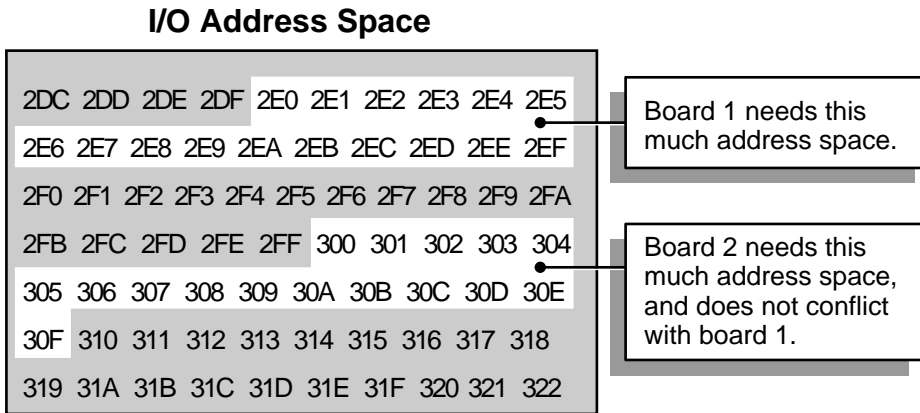 I/O Address Space
2DC 2DD 2DE 2DF 2E0 2E1 2E2 2E3 2E4 2E5
2E6 2E7 2E8 2E9 2EA 2EB 2EC 2ED 2EE 2EF
2F0 2F1 2F2 2F3 2F4 2F5 2F6 2F7 2F8 2F9 2FA
2FB 2FC 2FD 2FE 2FF 300 301 302 303 304
305 306 307 308 309 30A 30B 30C 30D 30E
30F 310 311 312 313 314 315 316 317 318
319 31A 31B 31C 31D 31E 31F 320 321 322
Board 1 needs this
much address space.
Board 2 needs this
much address space,
and does not conflict
with board 1.